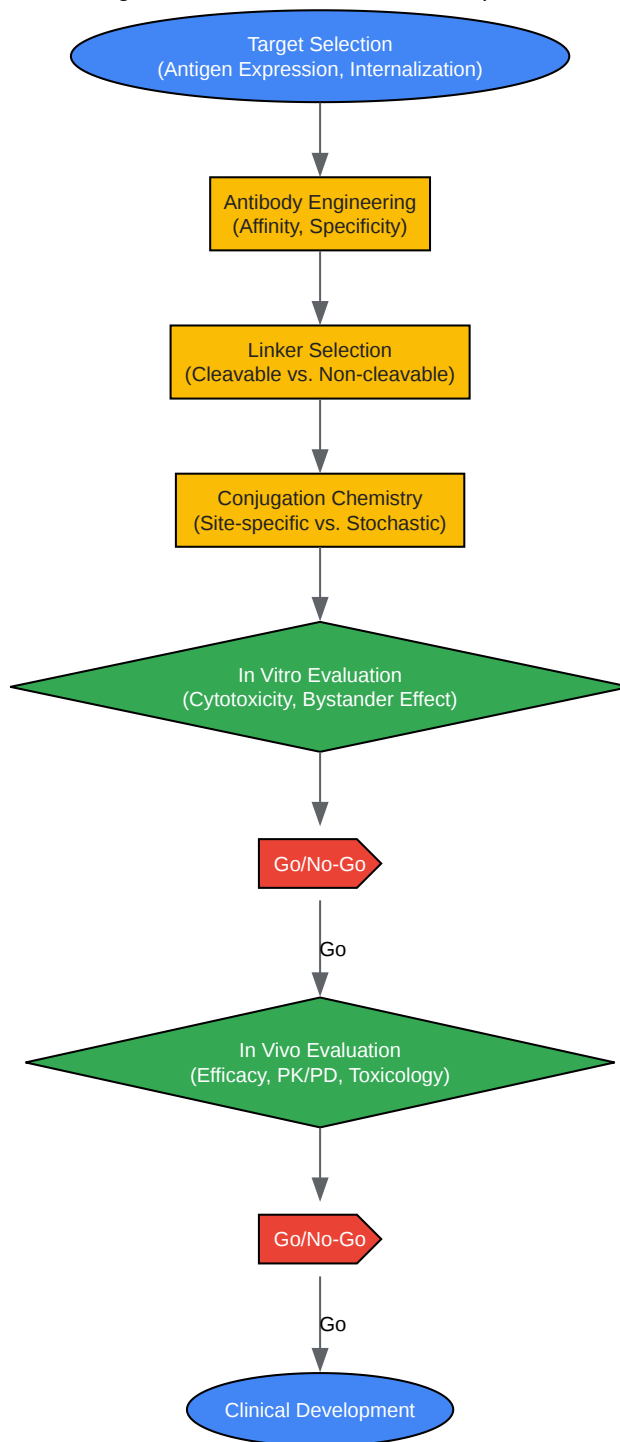 Target Selection
(Antigen Expression, Internalization)
Antibody Engineering
(Affinity, Specificity)
Linker Selection
(Cleavable vs. Non-cleavable)
Conjugation Chemistry
(Site-specific vs. Stochastic)
In Vitro Evaluation
(Cytotoxicity, Bystander Effect)
Go/No-Go
Go
In Vivo Evaluation
(Efficacy, PK/PD, Toxicology)
Go/No-Go
Go
Clinical Development